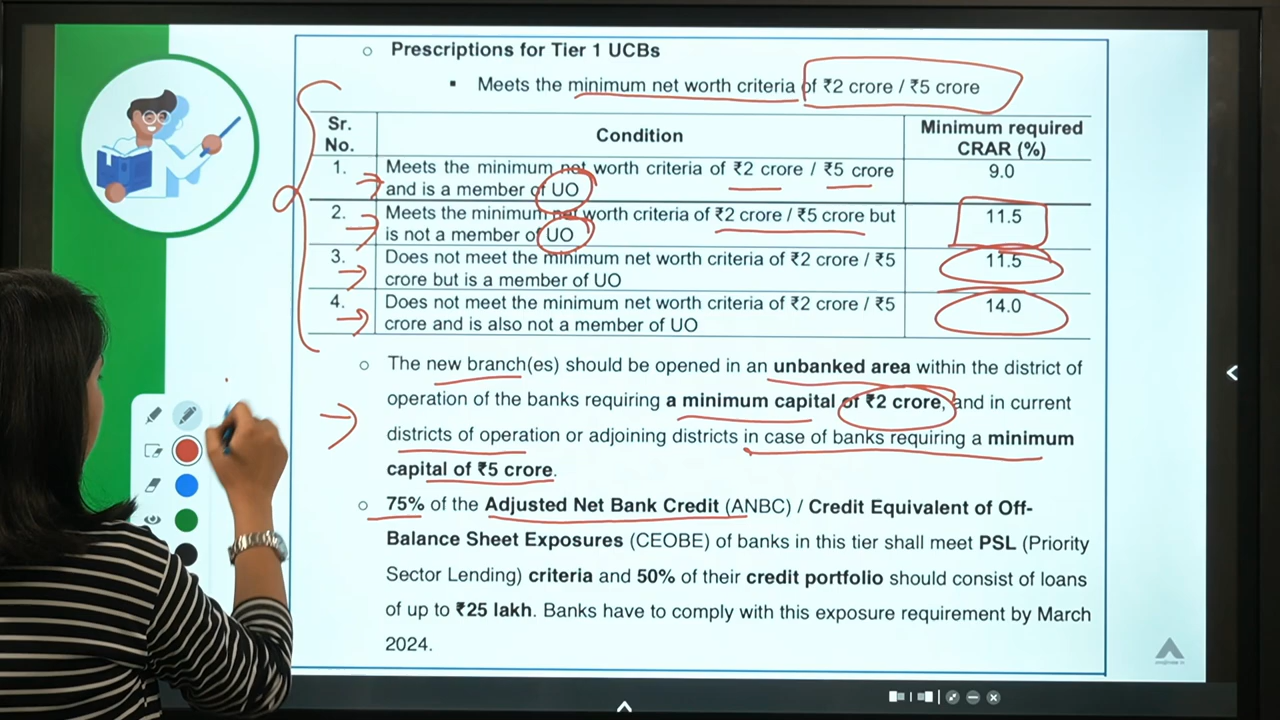 Prescriptions for Tier 1 UCBs
Meets the minimum net worth criteria of ₹2 crore / ₹5 crore
Sr. No. Condition Minimum required CRAR (%)
1. Meets the minimum net worth criteria of ₹2 crore / ₹5 crore and is a member of UO 9.0
2. Meets the minimum net worth criteria of ₹2 crore / ₹5 crore but is not a member of UO 11.5
3. Does not meet the minimum net worth criteria of ₹2 crore / ₹5 crore but is a member of UO 11.5
4. Does not meet the minimum net worth criteria of ₹2 crore / ₹5 crore and is also not a member of UO 14.0
The new branch(es) should be opened in an unbanked area within the district of
operation of the banks requiring a minimum capital of ₹2 crore, and in current
districts of operation or adjoining districts in case of banks requiring a minimum
capital of ₹5 crore.
75% of the Adjusted Net Bank Credit (ANBC) / Credit Equivalent of Off-
Balance Sheet Exposures (CEOBE) of banks in this tier shall meet PSL (Priority
Sector Lending) criteria and 50% of their credit portfolio should consist of loans
of up to ₹25 lakh. Banks have to comply with this exposure requirement by March
2024.